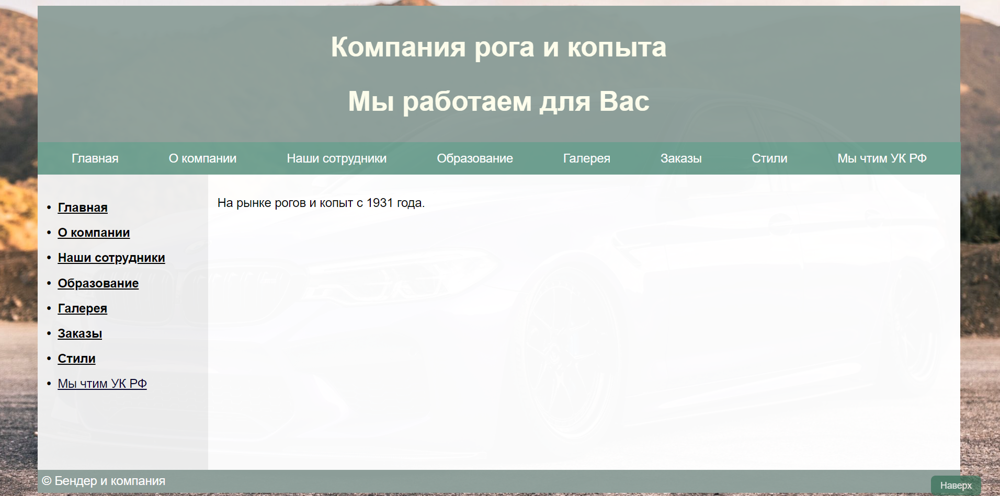 Компания рога и копыта
Мы работаем для Вас
Главная О компании Наши сотрудники Образование Галерея Заказы Стили Мы чтим УК РФ
• Главная
• О компании
• Наши сотрудники
• Образование
• Галерея
• Заказы
• Стили
• Мы чтим УК РФ
На рынке рогов и копыт с 1931 года.
© Бендер и компания
Наверх